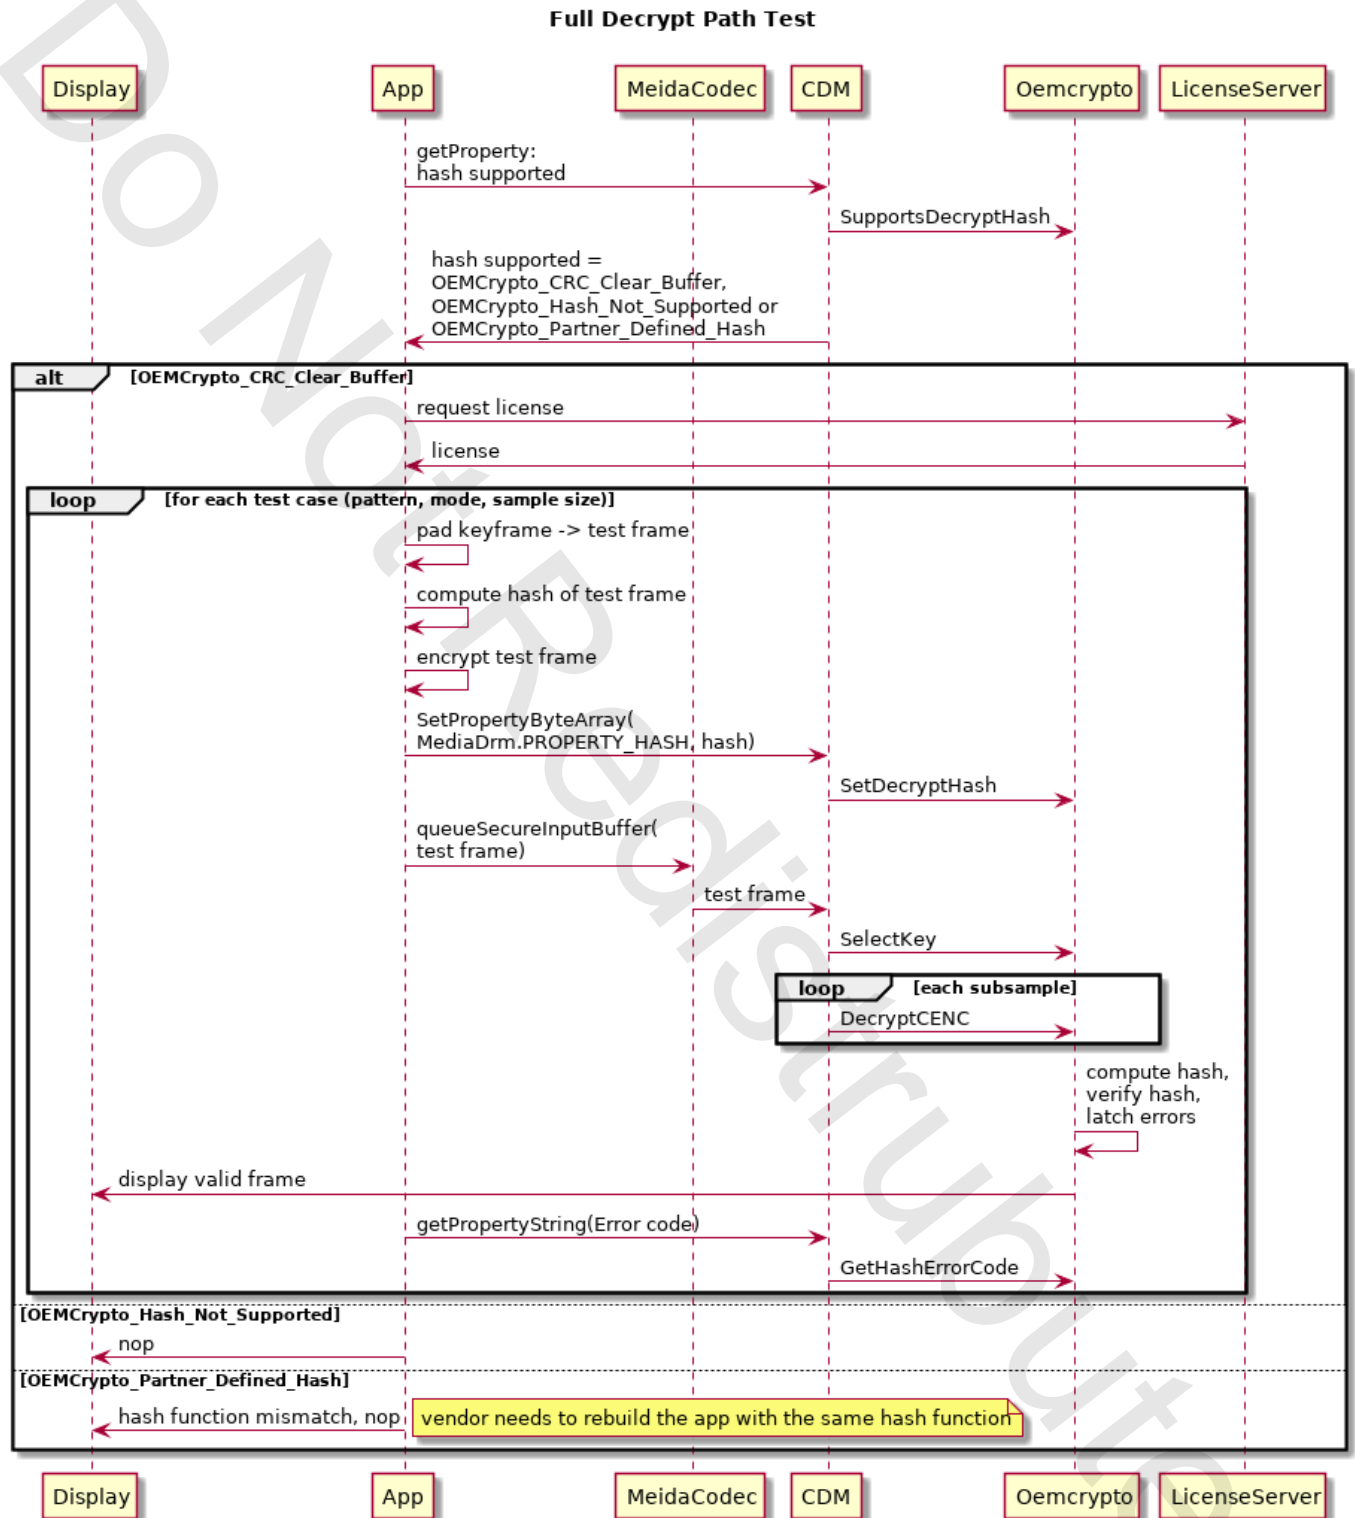 Full Decrypt Path Test
Display App MeidaCodec CDM Oemcrypto LicenseServer
getProperty:
hash supported
SupportsDecryptHash
hash supported =
OEMCrypto_CRC_Clear_Buffer,
OEMCrypto_Hash_Not_Supported or
OEMCrypto_Partner_Defined_Hash
alt [OEMCrypto_CRC_Clear_Buffer]
request license
license
loop [for each test case (pattern, mode, sample size)]
pad keyframe -> test frame
compute hash of test frame
encrypt test frame
SetPropertyByteArray(
MediaDrm.PROPERTY_HASH, hash)
SetDecryptHash
queueSecureInputBuffer(
test frame)
test frame
SelectKey
loop [each subsample]
DecryptCENC
compute hash,
verify hash,
latch errors
display valid frame
getPropertyString(Error code)
GetHashErrorCode
[OEMCrypto_Hash_Not_Supported]
nop
[OEMCrypto_Partner_Defined_Hash]
hash function mismatch, nop vendor needs to rebuild the app with the same hash function
Display App MeidaCodec CDM Oemcrypto LicenseServer
Do Not Redistrubute